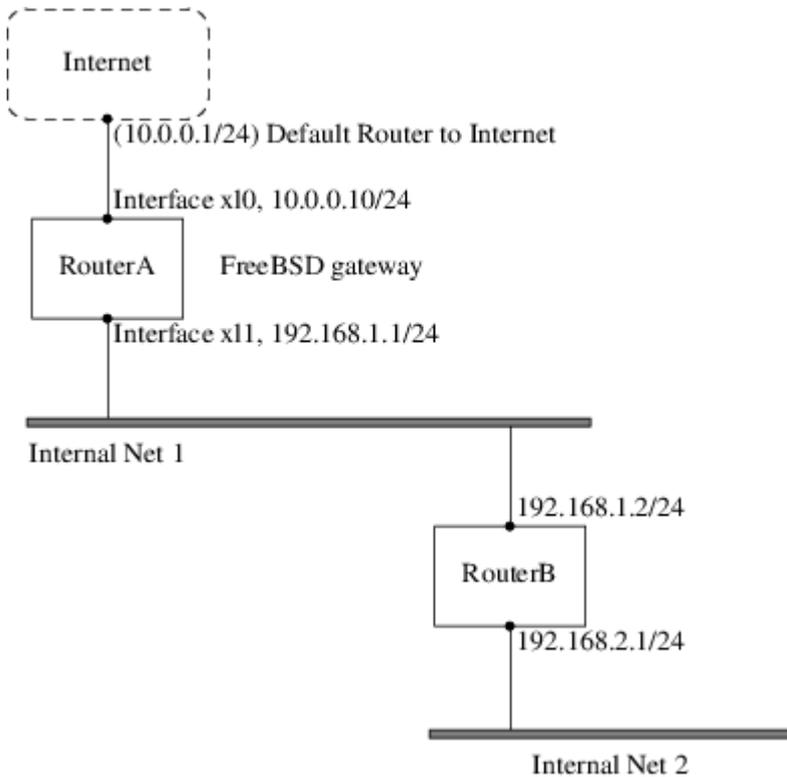 Internet
(10.0.0.1/24) Default Router to Internet
Interface xl0, 10.0.0.10/24
RouterA
FreeBSD gateway
Interface xl1, 192.168.1.1/24
Internal Net 1
192.168.1.2/24
RouterB
192.168.2.1/24
Internal Net 2